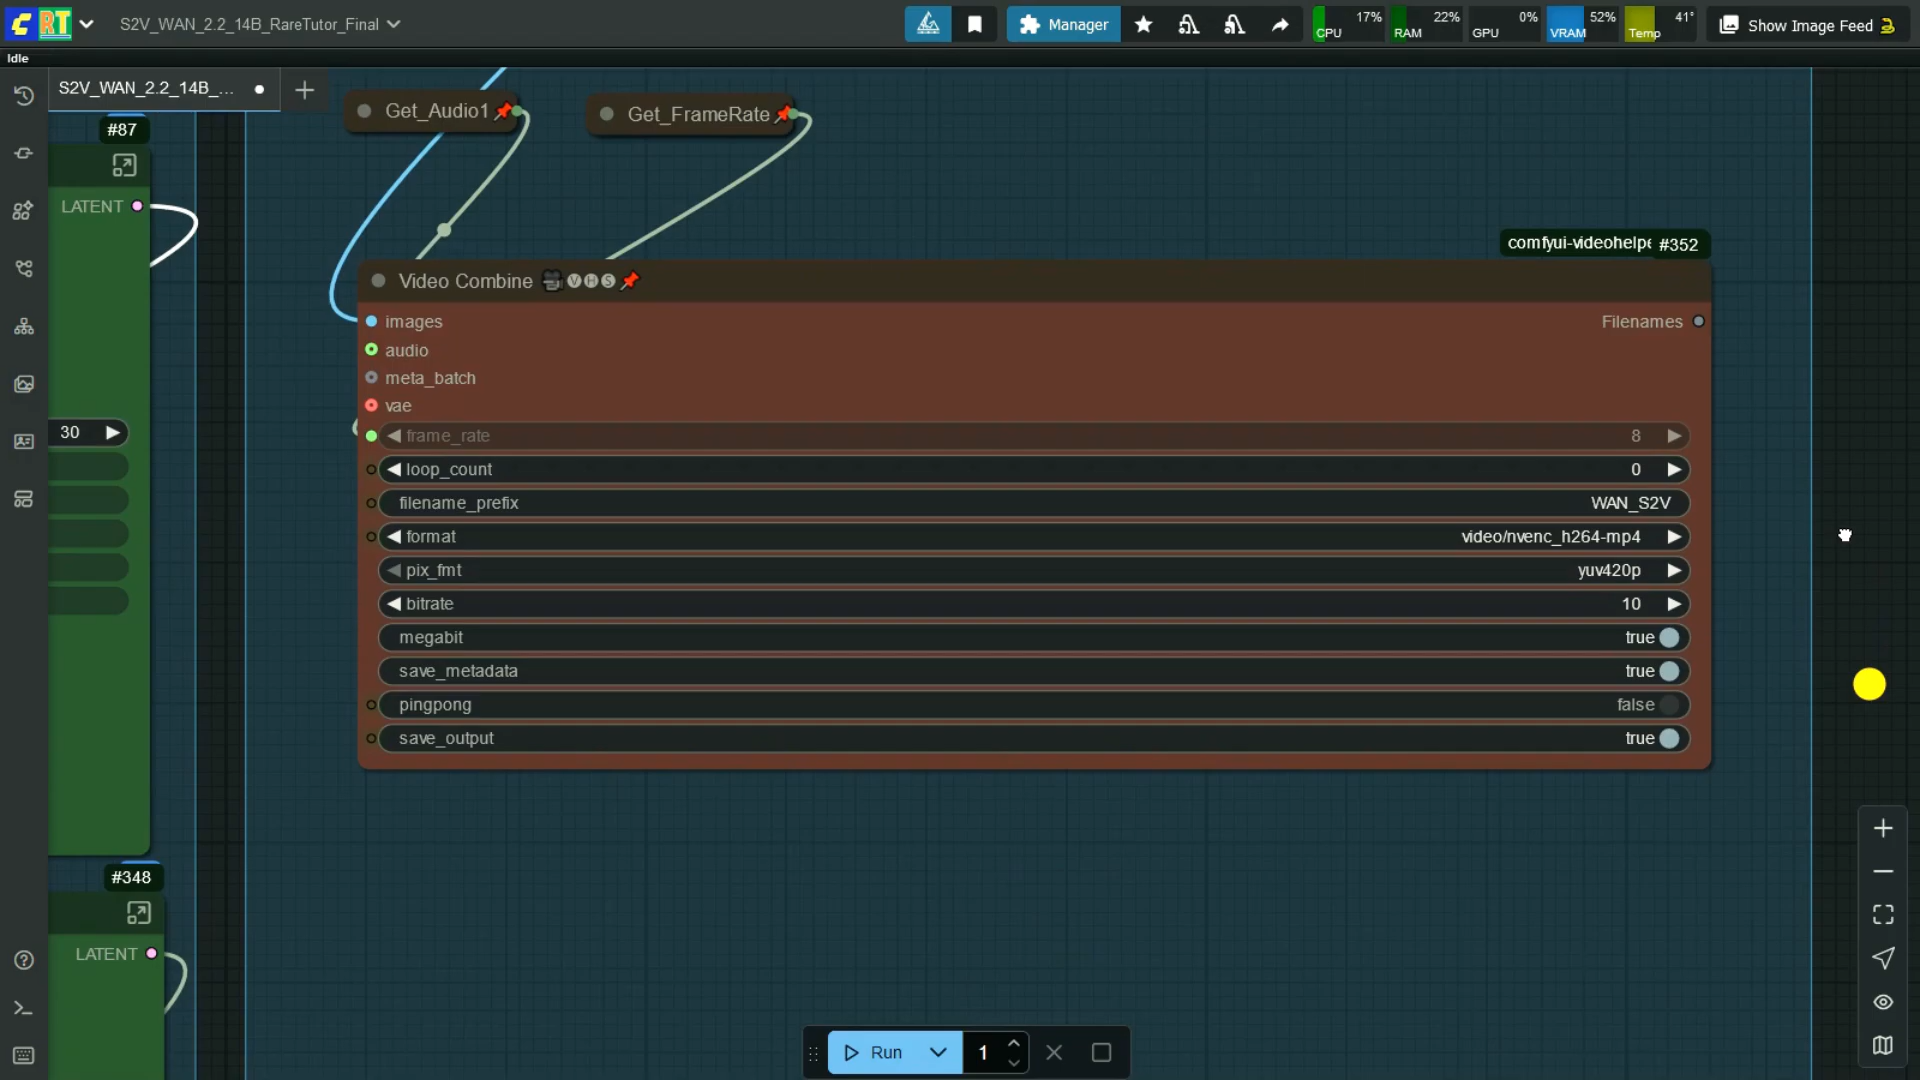 C RT
S2V_WAN_2.2_14B_RareTutor_Final
Manager
17%
CPU
22%
RAM
0%
GPU
52%
VRAM
41°
Temp
Show Image Feed
Idle
S2V_WAN_2.2_14B_...
Get_Audio1
Get_FrameRate
#87
LATENT
30
#348
LATENT
comfyui-videohelpe #352
Video Combine VHS
images
Filenames
audio
meta_batch
vae
frame_rate 8
loop_count 0
filename_prefix WAN_S2V
format video/nvenc_h264-mp4
pix_fmt yuv420p
bitrate 10
megabit true
save_metadata true
pingpong false
save_output true
Run 1